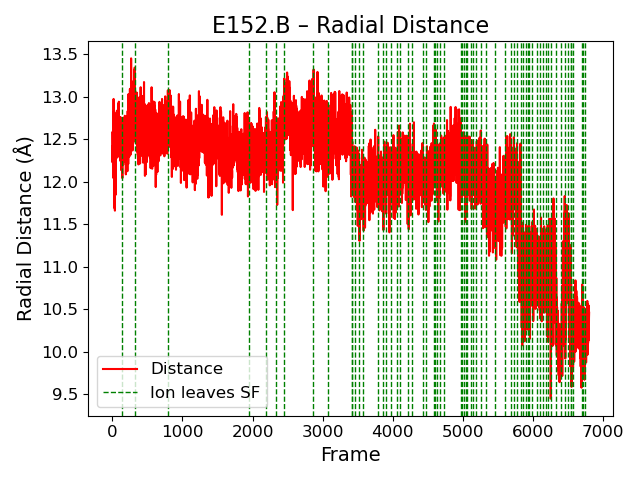 E152.B – Radial Distance
Radial Distance (Å)
13.5
13.0
12.5
12.0
11.5
11.0
10.5
10.0
9.5
Distance
Ion leaves SF
0 1000 2000 3000 4000 5000 6000 7000
Frame